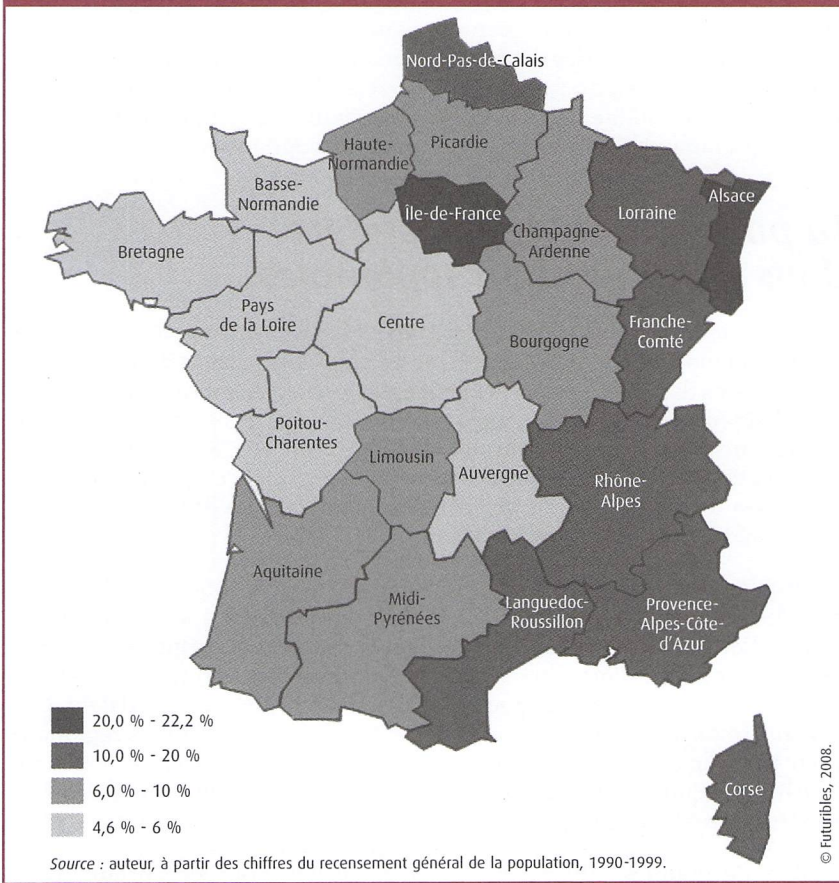 Nord-Pas-de-Calais
Haute-
Normandie
Picardie
Basse-
Normandie
Île-de-France
Champagne-
Ardenne
Lorraine
Alsace
Bretagne
Pays
de la Loire
Centre
Bourgogne
Franche-
Comté
Poitou-
Charentes
Limousin
Auvergne
Rhône-
Alpes
Aquitaine
Midi-
Pyrénées
Languedoc-
Roussillon
Provence-
Alpes-Côte-
d'Azur
Corse
20,0 % - 22,2 %
10,0 % - 20 %
6,0 % - 10 %
4,6 % - 6 %
Source : auteur, à partir des chiffres du recensement général de la population, 1990-1999.
© Futuribles, 2008.